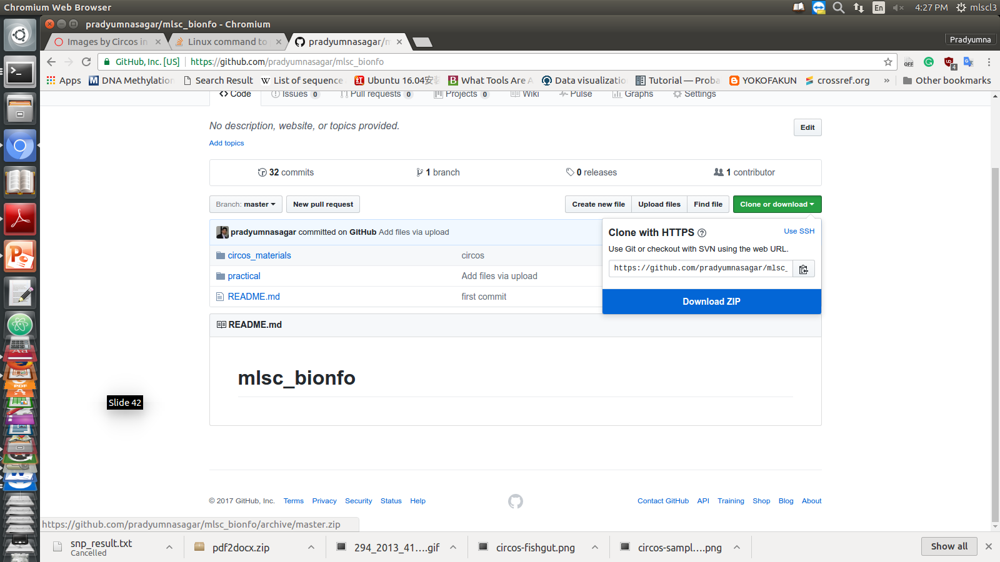 Chromium Web Browser
En
4:27 PM
mlscl3
pradyumnasagar/mlsc_bionfo - Chromium
Images by Circos in
Linux command to
pradyumnasagar/m
Pradyumna
GitHub, Inc. [US]
https://github.com/pradyumnasagar/mlsc_bionfo
OFF
4
Apps
DNA Methylation
Search Result
List of sequence
Ubuntu 16.04安
What Tools Are A
Data visualizatio
Tutorial — Proba
YOKOFAKUN
crossref.org
»
Other bookmarks
Code
Issues 0
Pull requests 0
Projects 0
Wiki
Pulse
Graphs
Settings
No description, website, or topics provided.
Edit
Add topics
32 commits
1 branch
0 releases
1 contributor
Branch: master
New pull request
Create new file
Upload files
Find file
Clone or download
pradyumnasagar committed on GitHub Add files via upload
Clone with HTTPS
Use SSH
Use Git or checkout with SVN using the web URL.
https://github.com/pradyumnasagar/mlsc_
Download ZIP
circos_materials
circos
practical
Add files via upload
README.md
first commit
README.md
mlsc_bionfo
Slide 42
© 2017 GitHub, Inc.
Terms
Privacy
Security
Status
Help
Contact GitHub
API
Training
Shop
Blog
About
https://github.com/pradyumnasagar/mlsc_bionfo/archive/master.zip
snp_result.txt
Cancelled
pdf2docx.zip
294_2013_41....gif
circos-fishgut.png
circos-sampl....png
Show all